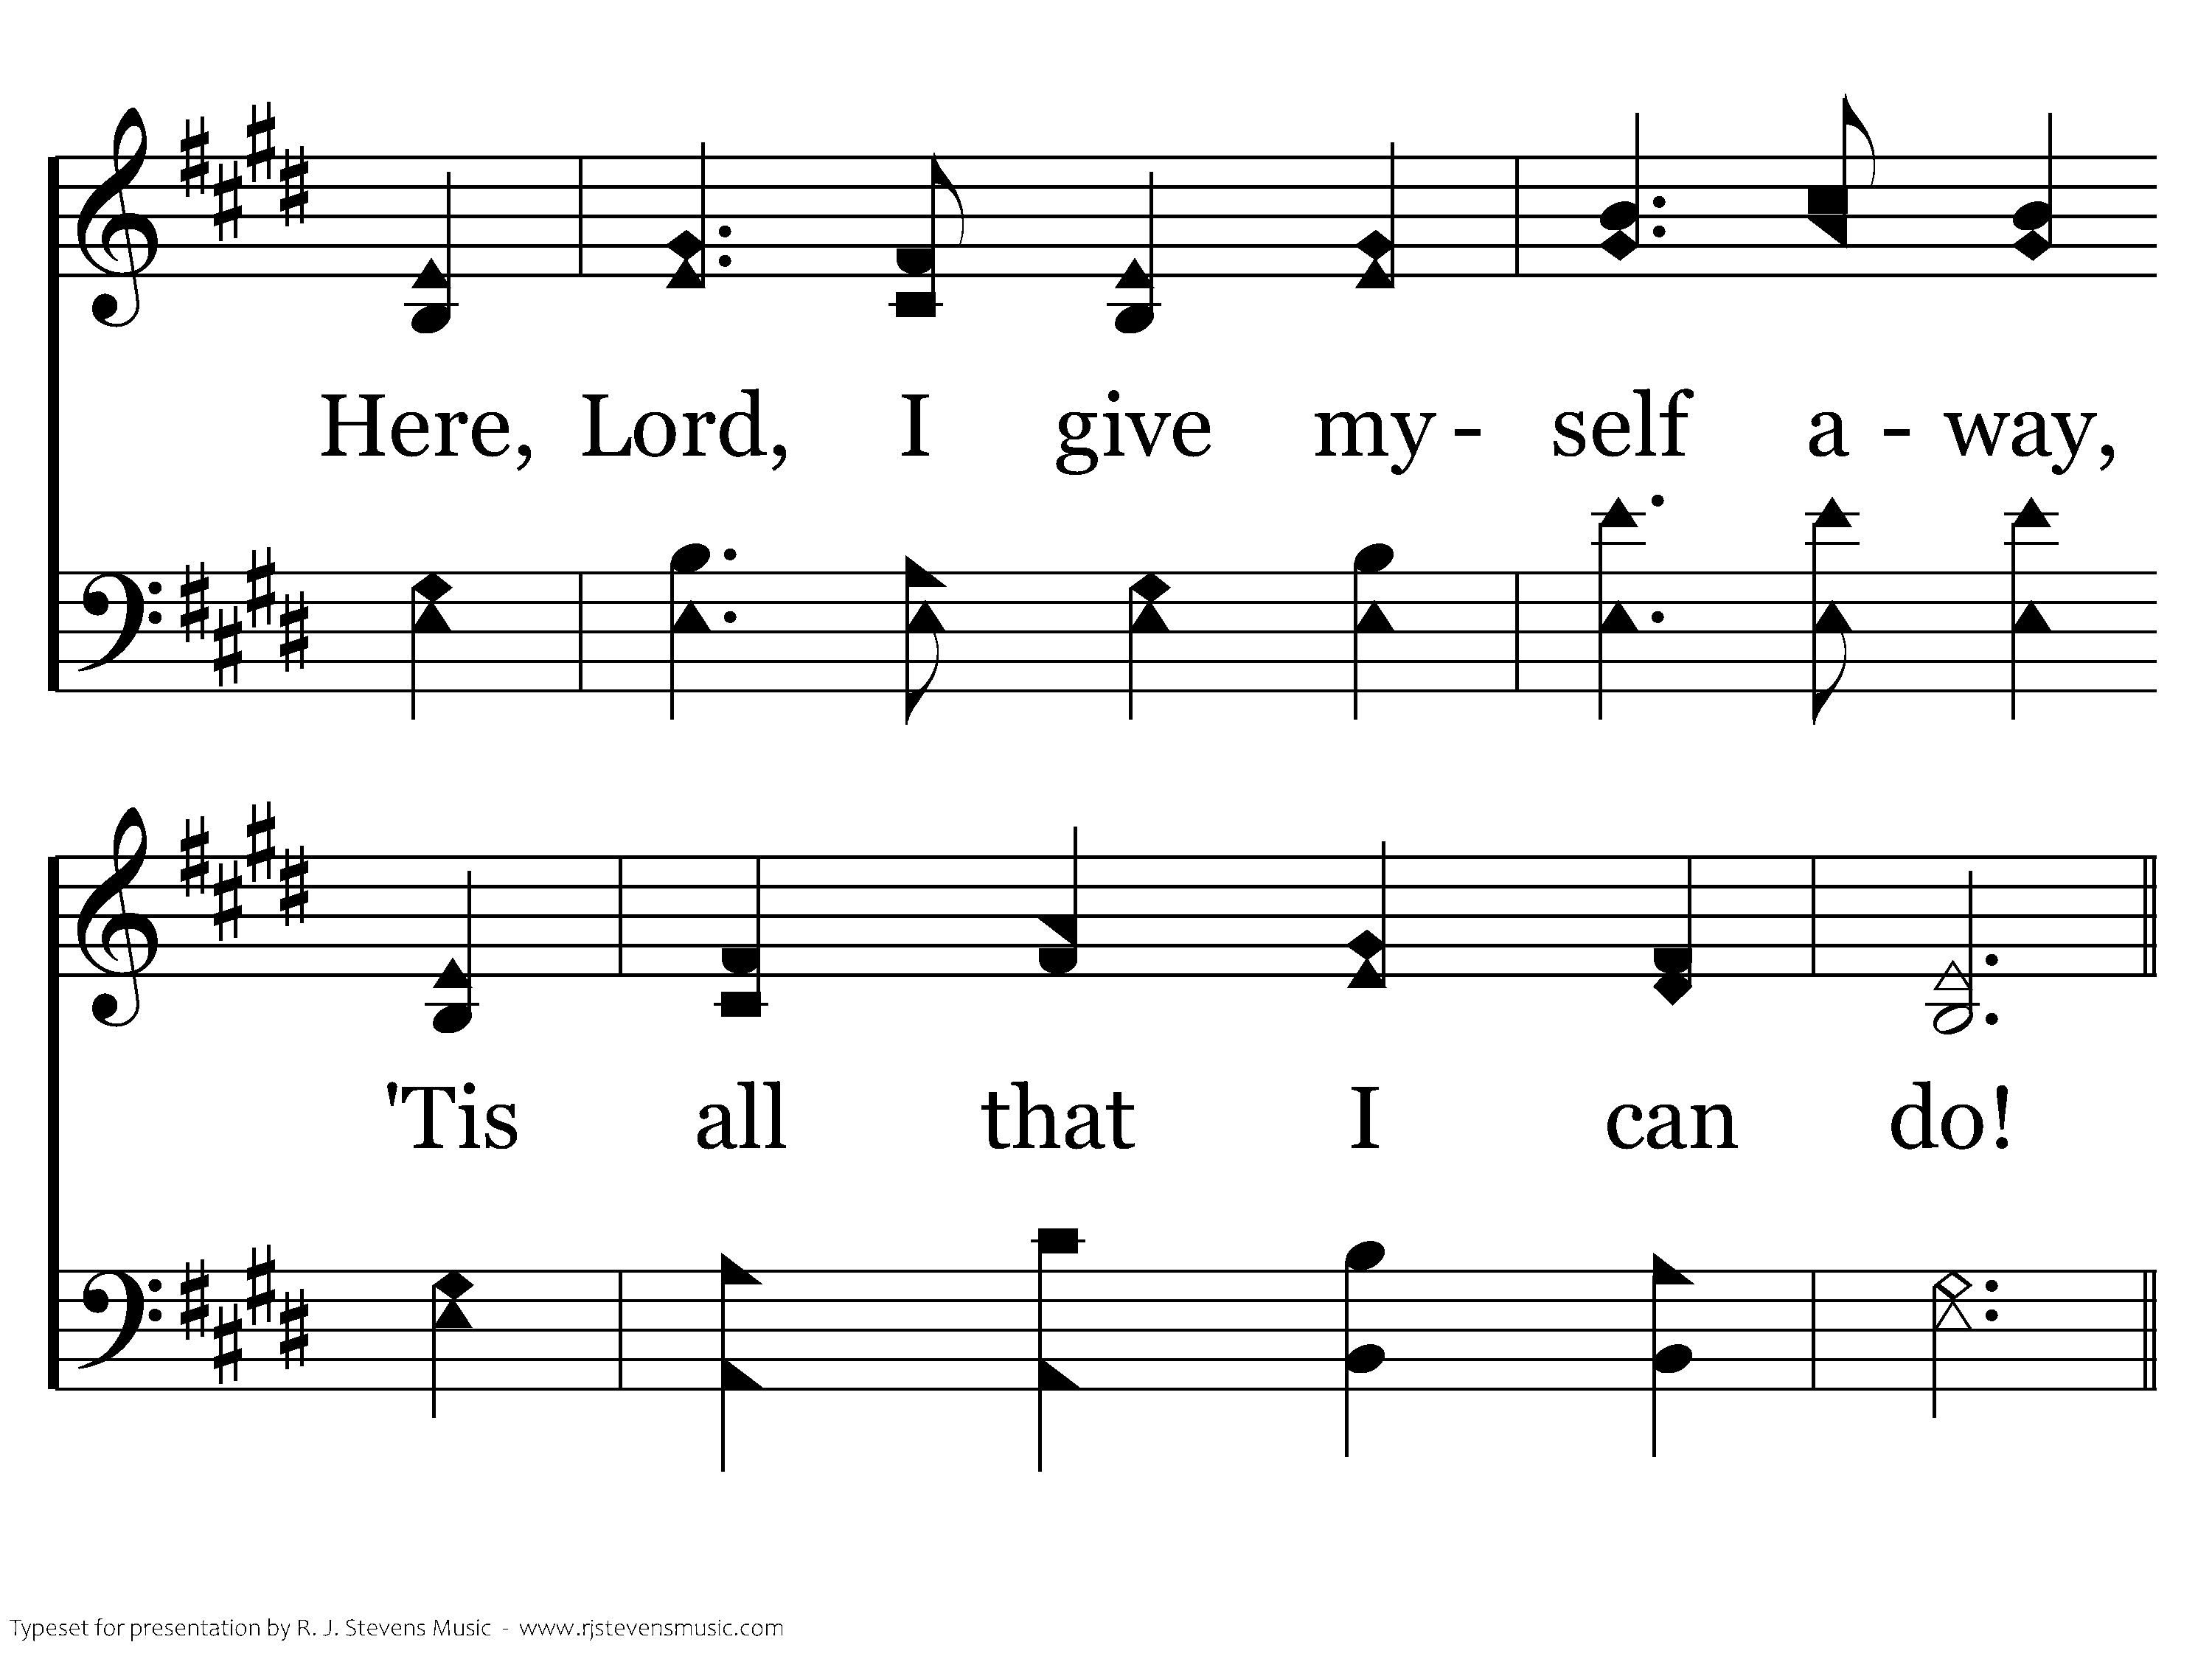 Here, Lord, I give my - self a - way,
'Tis all that I can do!
Typeset for presentation by R. J. Stevens Music - www.rjstevensmusic.com